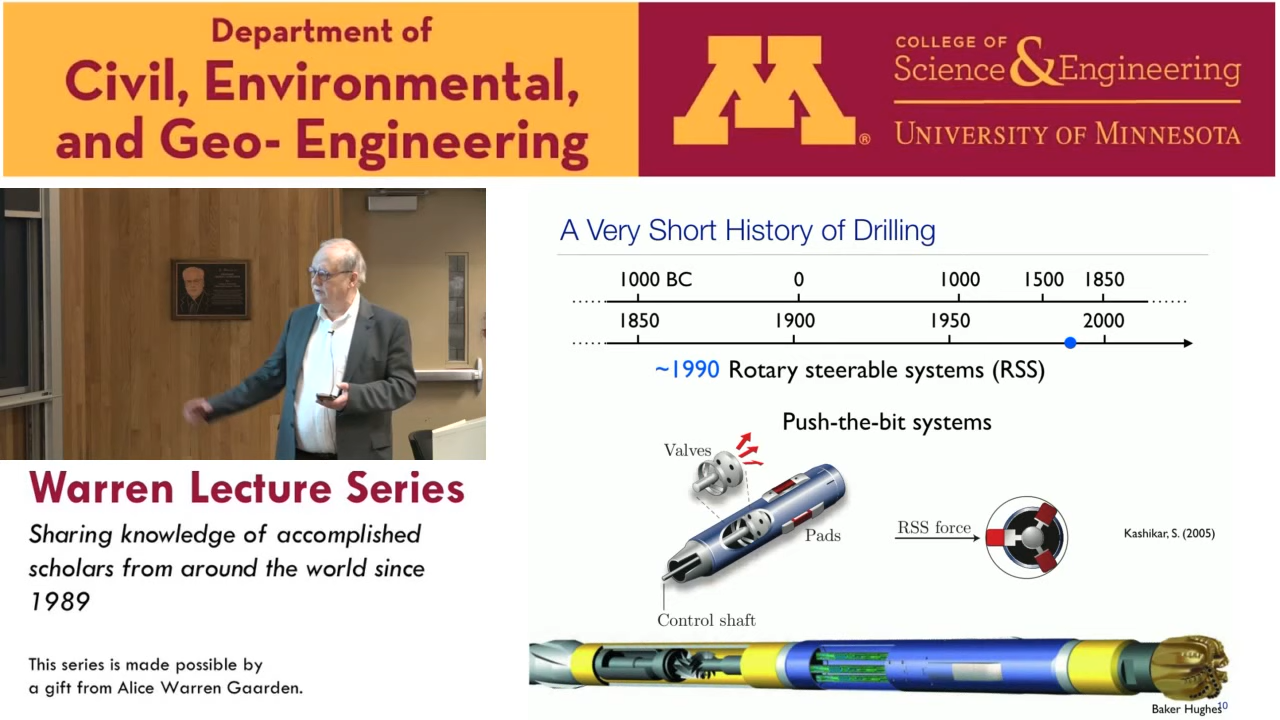 Department of
Civil, Environmental,
and Geo- Engineering
M®
COLLEGE OF
Science & Engineering
UNIVERSITY OF MINNESOTA
Warren Lecture Series
Sharing knowledge of accomplished
scholars from around the world since
1989
This series is made possible by
a gift from Alice Warren Gaarden.
A Very Short History of Drilling
1000 BC 0 1000 1500 1850
1850 1900 1950 2000
~1990 Rotary steerable systems (RSS)
Push-the-bit systems
Valves
Pads
Control shaft
RSS force
Kashikar, S. (2005)
Baker Hughes
10